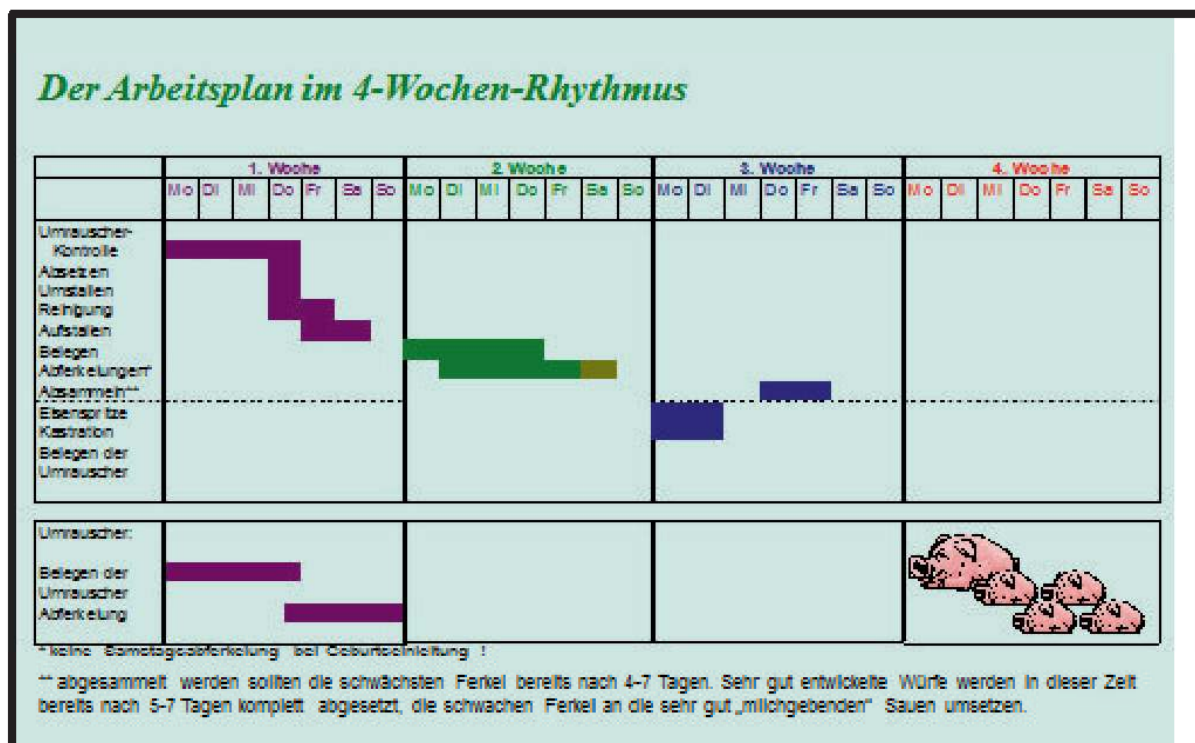 Der Arbeitsplan im 4-Wochen-Rhythmus
1. Woche 2. Woche 3. Woche 4. Woche
Mo Di Mi Do Fr Sa So Mo Di Mi Do Fr Sa So Mo Di Mi Do Fr Sa So Mo Di Mi Do Fr Sa So
Umrauscher-
Kontrolle
Absetzen
Umstallen
Reinigung
Aufstallen
Belegen
Abferkelungen*
Absammeln**
Eisenspritze
Kastration
Belegen der
Umrauscher
Umrauscher:
Belegen der
Umrauscher
Abferkelung
* keine Samstagsabferkelung bei Geburtseinleitung !
** abgesammelt werden sollten die schwächsten Ferkel bereits nach 4-7 Tagen. Sehr gut entwickelte Würfe werden in dieser Zeit
bereits nach 5-7 Tagen komplett abgesetzt, die schwachen Ferkel an die sehr gut „milchgebenden" Sauen umsetzen.